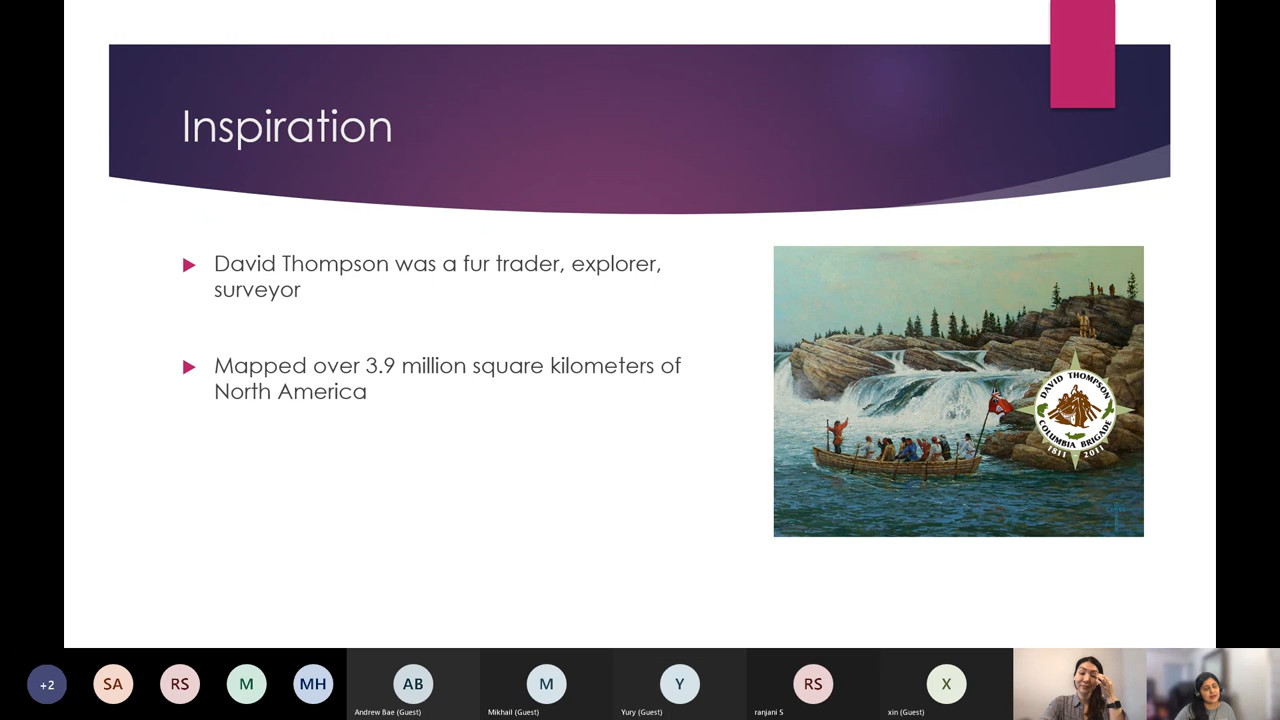 Inspiration
David Thompson was a fur trader, explorer,
surveyor
Mapped over 3.9 million square kilometers of
North America
DAVID THOMPSON
COLUMBIA BRIGADE
1811 - 2011
+2
SA
RS
M
MH
AB
Andrew Bae (Guest)
M
Mikhail (Guest)
Y
Yury (Guest)
RS
ranjani S
X
xin (Guest)